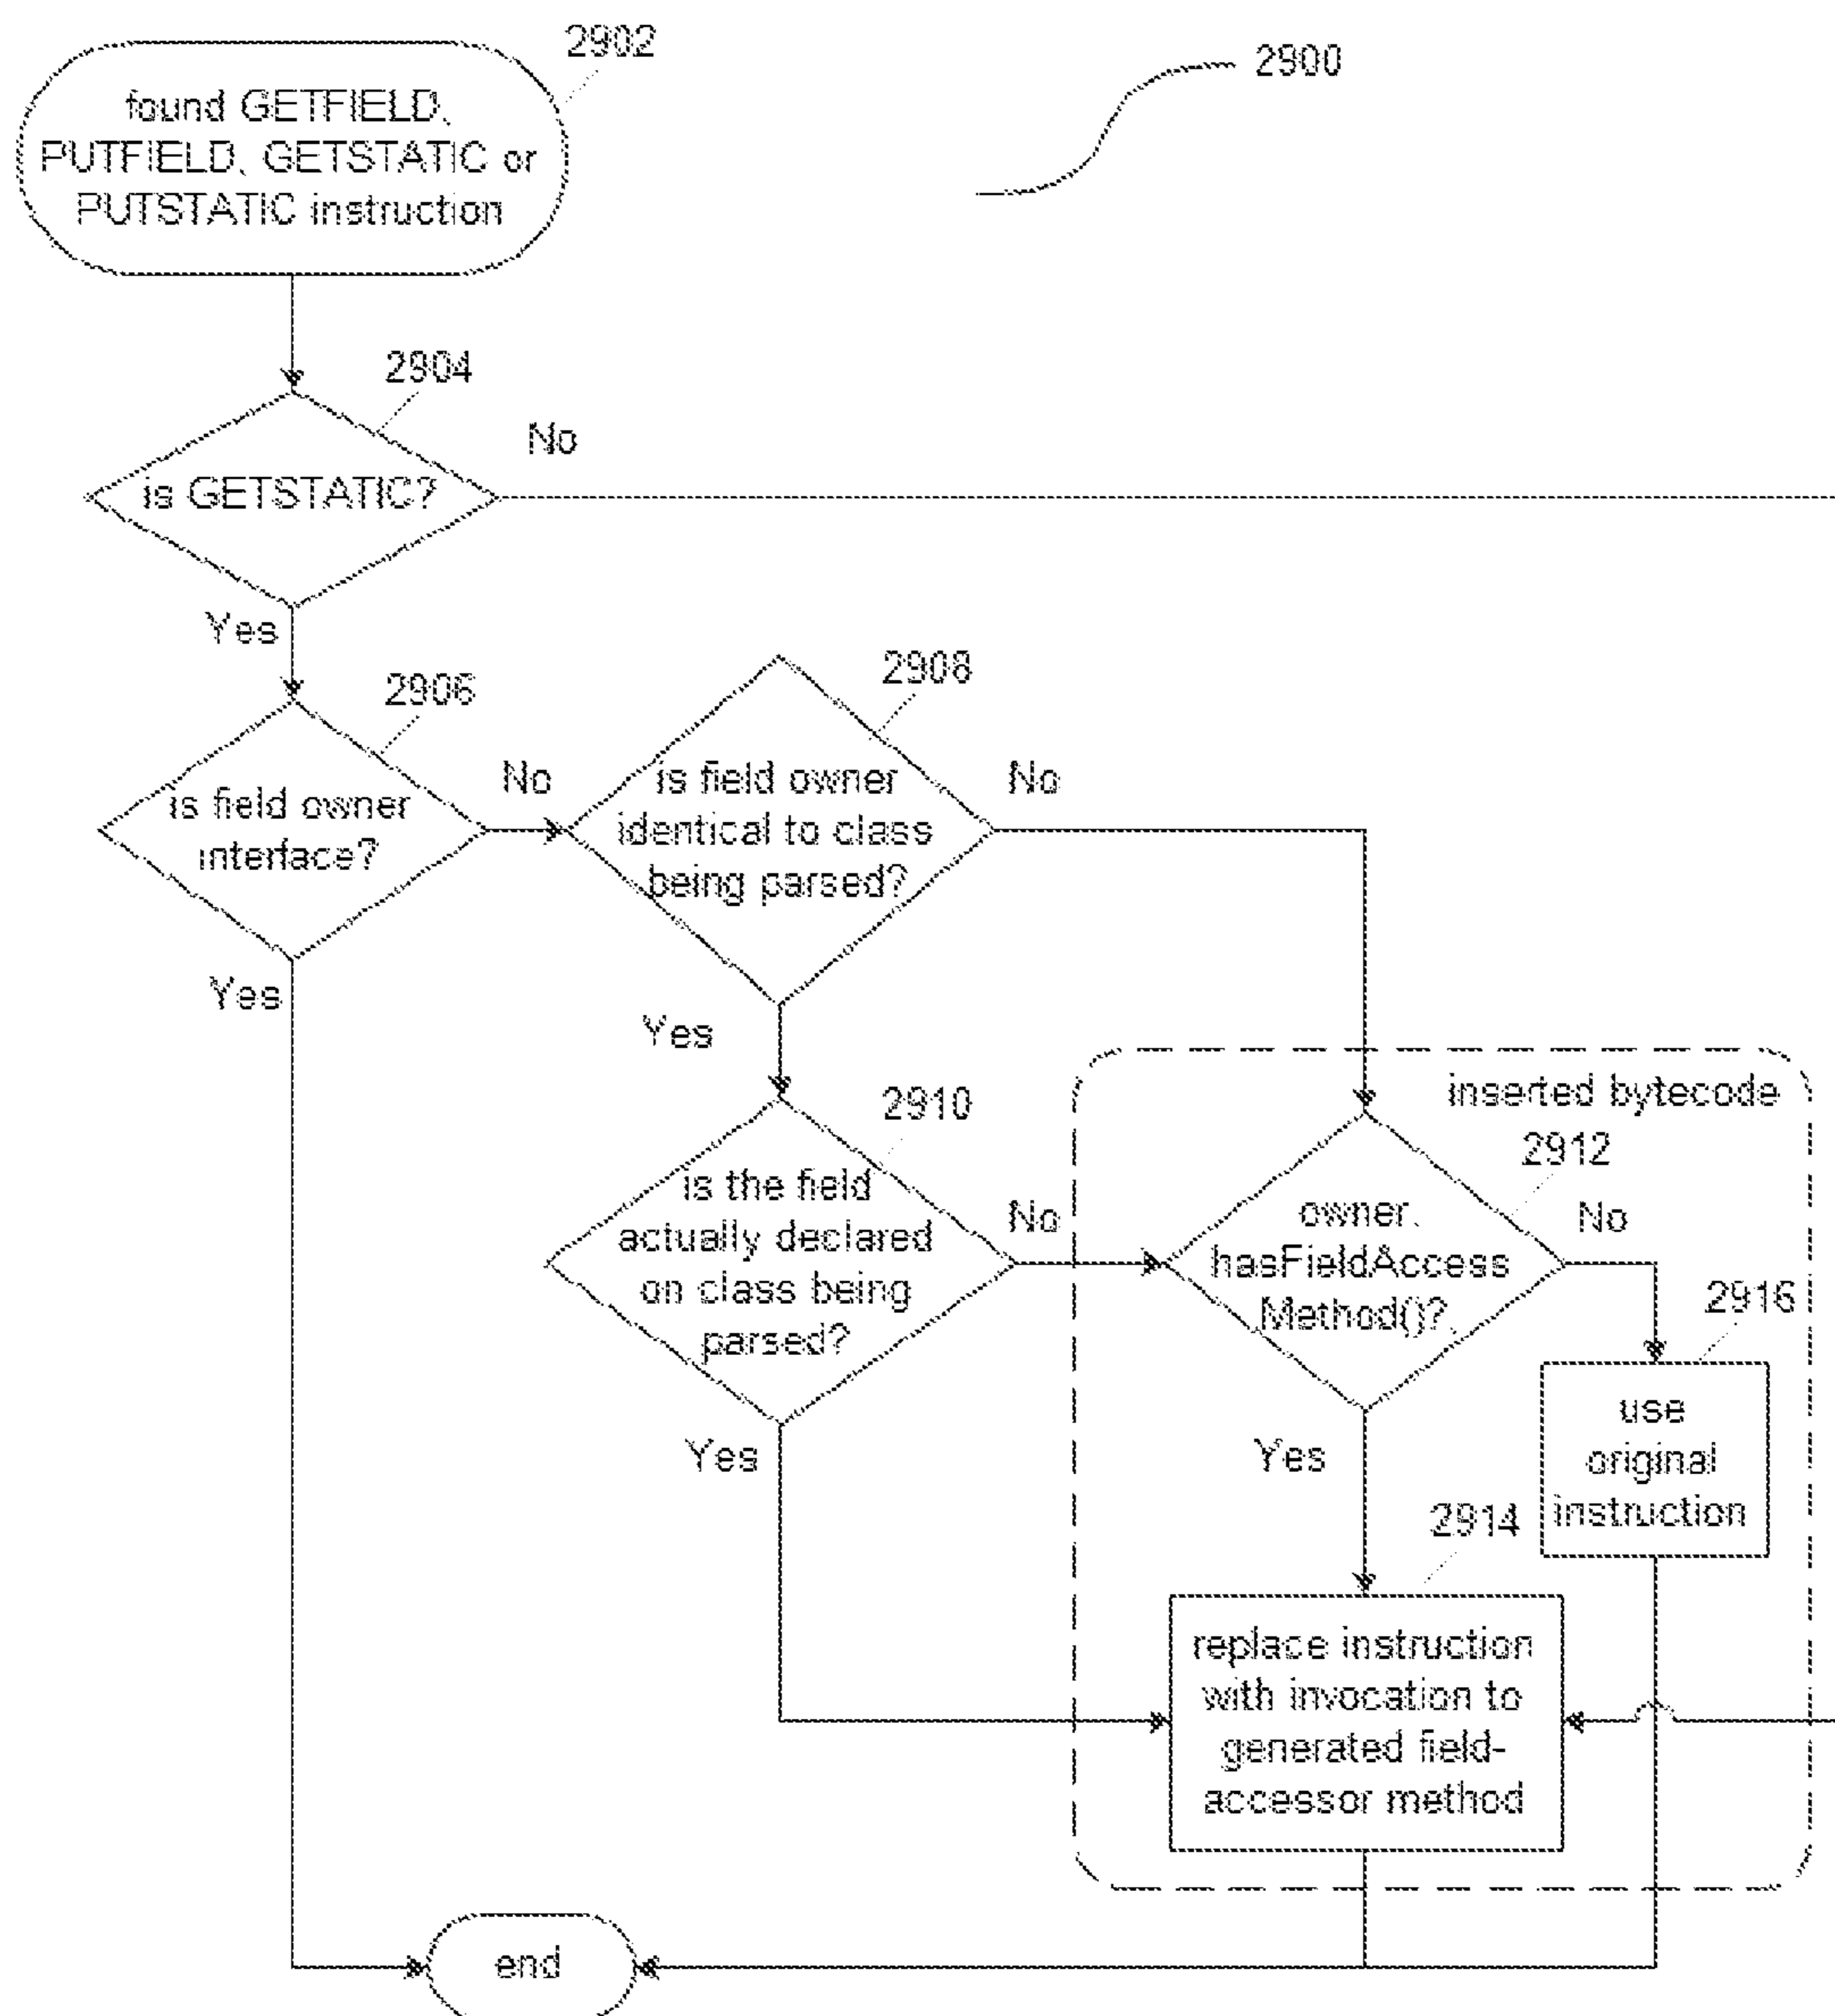 2902
2900
found GETFIELD,
PUTFIELD, GETSTATIC or
PUTSTATIC instruction
2904
No
is GETSTATIC?
Yes
2906
2908
is field owner
interface?
No
is field owner
identical to class
being parsed?
No
Yes
Yes
2910
inserted bytecode
2912
is the field
actually declared
on class being
parsed?
No
owner.
hasFieldAccess
Method()?
No
2916
Yes
Yes
use
original
instruction
2914
replace instruction
with invocation to
generated field-
accessor method
end